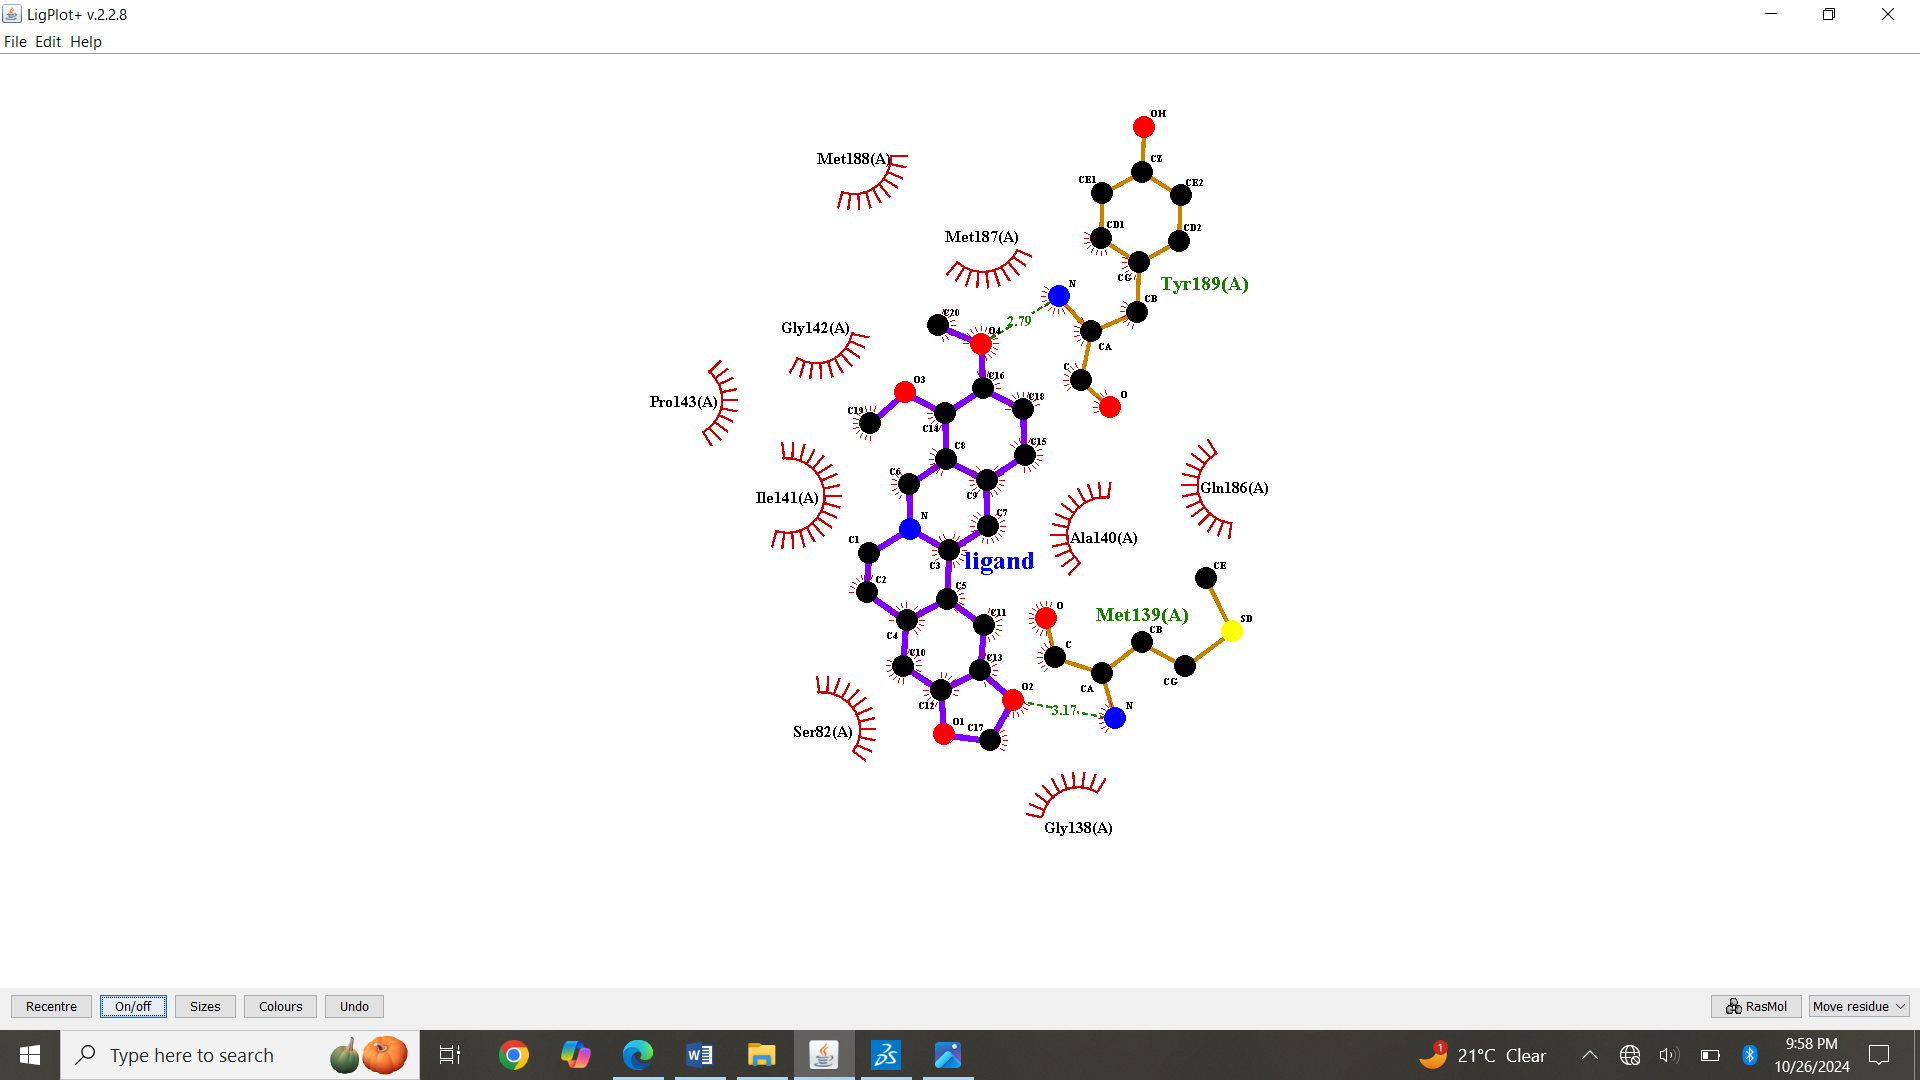 LigPlot+ v.2.2.8
File Edit Help
OH
CZ
Met188(A)
CE1
CE2
CD1
CD2
Met187(A)
CG
Tyr189(A)
N
CB
C20
2.79
O4
Gly142(A)
CA
C
C16
O3
O
C18
Pro143(A)
C19
C14
C15
C8
C6
C9
Gln186(A)
Ile141(A)
C7
N
C1
Ala140(A)
C3
ligand
CE
C2
C5
O
C11
Met139(A)
SD
CB
C4
C
C10
C13
CG
CA
O2
C12
3.17
N
O1
C17
Ser82(A)
Gly138(A)
Recentre On/off Sizes Colours Undo RasMol Move residue
Type here to search
1
21°C Clear
9:58 PM
10/26/2024